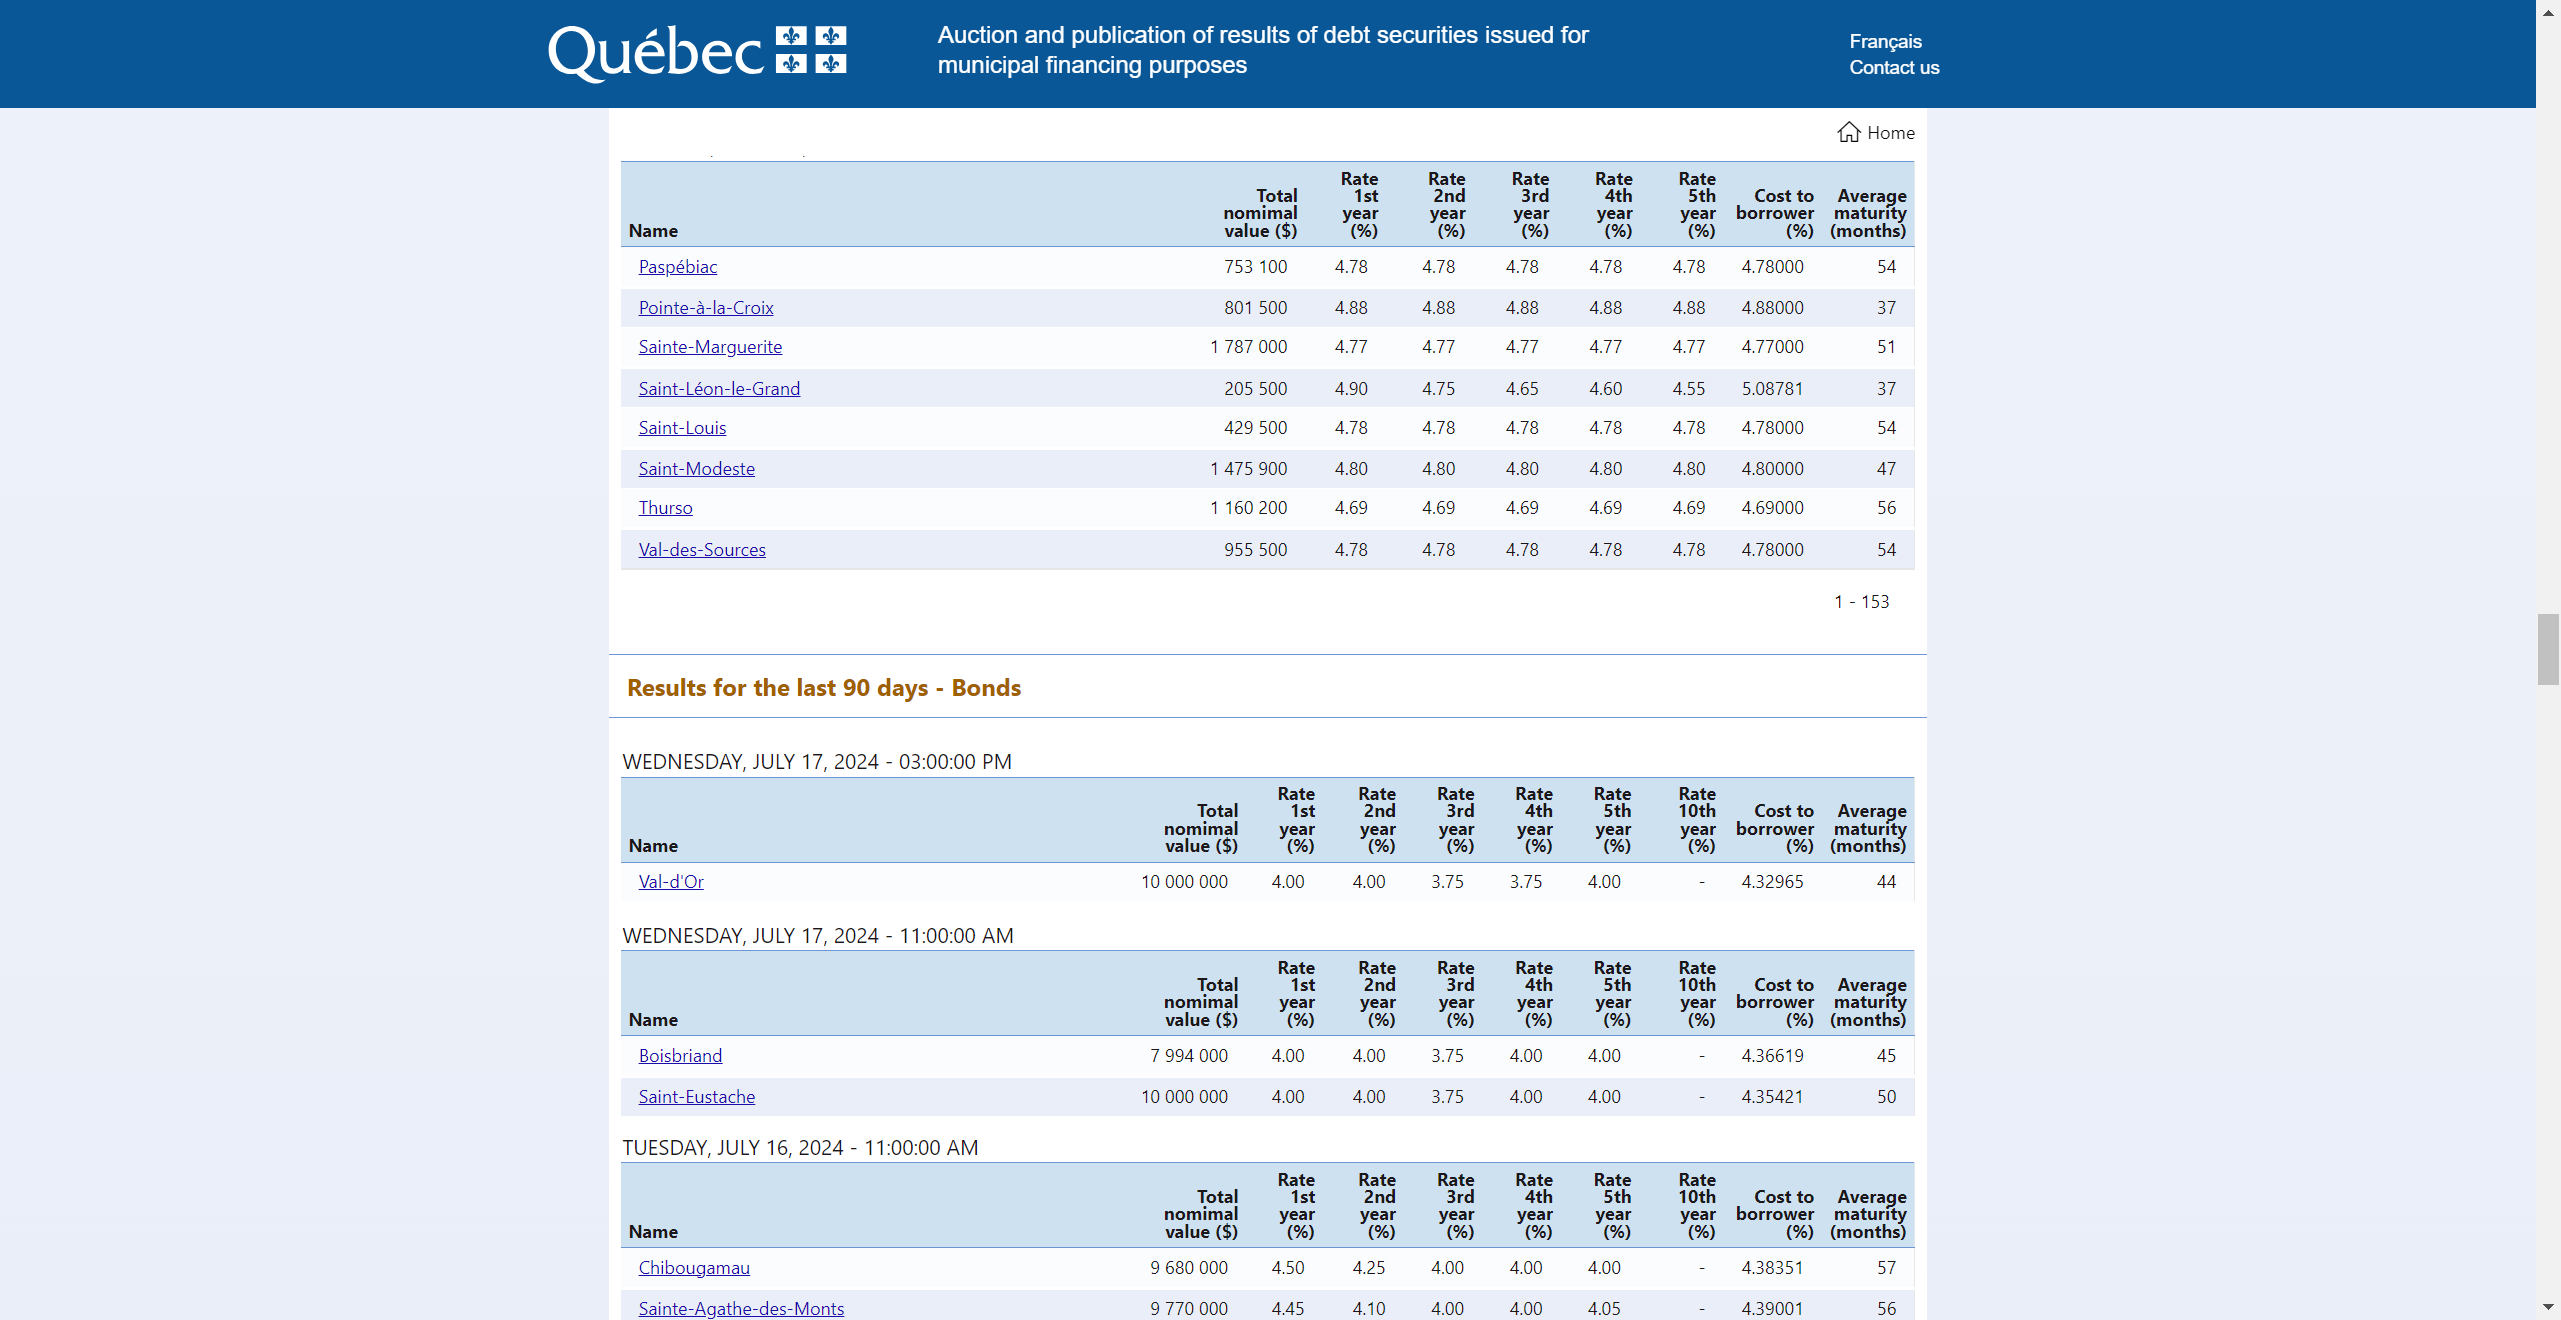 Québec
Auction and publication of results of debt securities issued for
municipal financing purposes
Français
Contact us
Home
Name Total nomimal value ($) Rate 1st year (%) Rate 2nd year (%) Rate 3rd year (%) Rate 4th year (%) Rate 5th year (%) Cost to borrower (%) Average maturity (months)
Paspébiac 753 100 4.78 4.78 4.78 4.78 4.78 4.78000 54
Pointe-à-la-Croix 801 500 4.88 4.88 4.88 4.88 4.88 4.88000 37
Sainte-Marguerite 1 787 000 4.77 4.77 4.77 4.77 4.77 4.77000 51
Saint-Léon-le-Grand 205 500 4.90 4.75 4.65 4.60 4.55 5.08781 37
Saint-Louis 429 500 4.78 4.78 4.78 4.78 4.78 4.78000 54
Saint-Modeste 1 475 900 4.80 4.80 4.80 4.80 4.80 4.80000 47
Thurso 1 160 200 4.69 4.69 4.69 4.69 4.69 4.69000 56
Val-des-Sources 955 500 4.78 4.78 4.78 4.78 4.78 4.78000 54
1 - 153
Results for the last 90 days - Bonds
WEDNESDAY, JULY 17, 2024 - 03:00:00 PM
Name Total nomimal value ($) Rate 1st year (%) Rate 2nd year (%) Rate 3rd year (%) Rate 4th year (%) Rate 5th year (%) Rate 10th year (%) Cost to borrower (%) Average maturity (months)
Val-d'Or 10 000 000 4.00 4.00 3.75 3.75 4.00 - 4.32965 44
WEDNESDAY, JULY 17, 2024 - 11:00:00 AM
Name Total nomimal value ($) Rate 1st year (%) Rate 2nd year (%) Rate 3rd year (%) Rate 4th year (%) Rate 5th year (%) Rate 10th year (%) Cost to borrower (%) Average maturity (months)
Boisbriand 7 994 000 4.00 4.00 3.75 4.00 4.00 - 4.36619 45
Saint-Eustache 10 000 000 4.00 4.00 3.75 4.00 4.00 - 4.35421 50
TUESDAY, JULY 16, 2024 - 11:00:00 AM
Name Total nomimal value ($) Rate 1st year (%) Rate 2nd year (%) Rate 3rd year (%) Rate 4th year (%) Rate 5th year (%) Rate 10th year (%) Cost to borrower (%) Average maturity (months)
Chibougamau 9 680 000 4.50 4.25 4.00 4.00 4.00 - 4.38351 57
Sainte-Agathe-des-Monts 9 770 000 4.45 4.10 4.00 4.00 4.05 - 4.39001 56